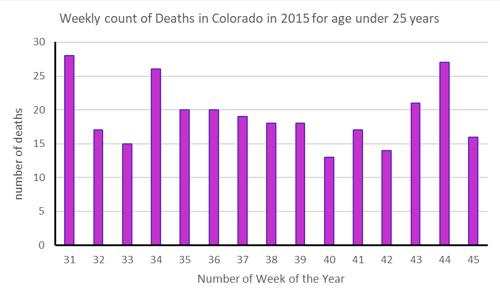 Weekly count of Deaths in Colorado in 2015 for age under 25 years
number of deaths
30
25
20
15
10
5
0
31 32 33 34 35 36 37 38 39 40 41 42 43 44 45
Number of Week of the Year